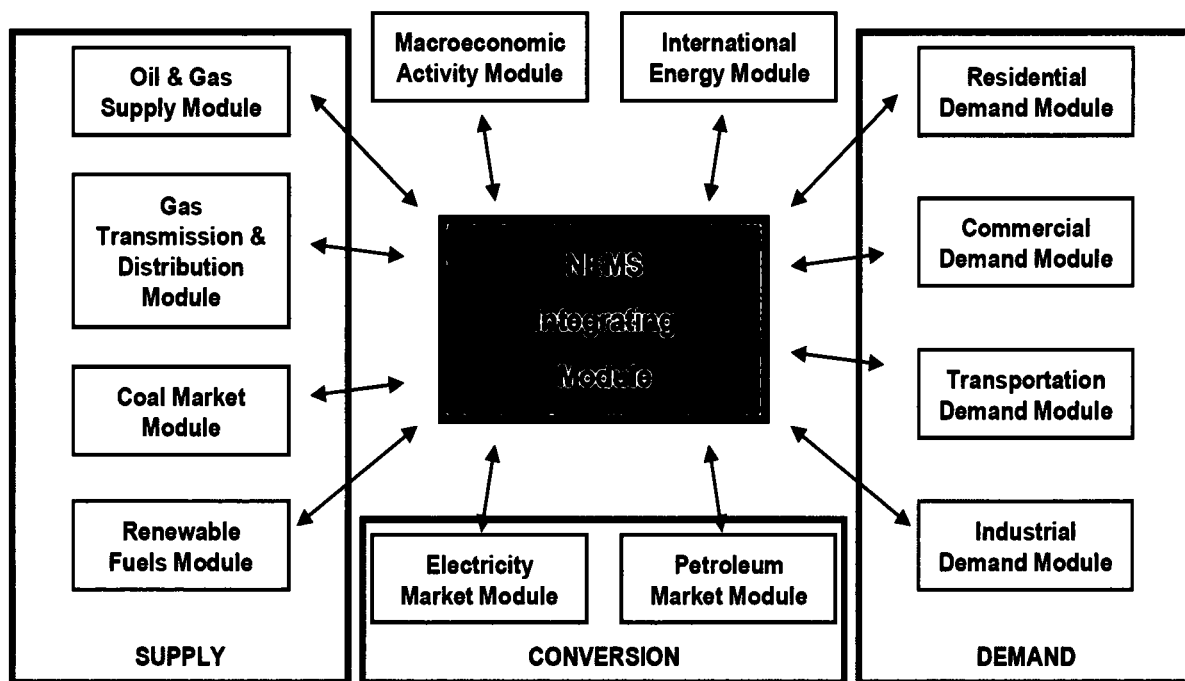 Macroeconomic
Activity Module
International
Energy Module
Oil & Gas
Supply Module
Gas
Transmission &
Distribution
Module
Coal Market
Module
Renewable
Fuels Module
SUPPLY
NEMS
Integrating
Module
Electricity
Market Module
Petroleum
Market Module
CONVERSION
Residential
Demand Module
Commercial
Demand Module
Transportation
Demand Module
Industrial
Demand Module
DEMAND